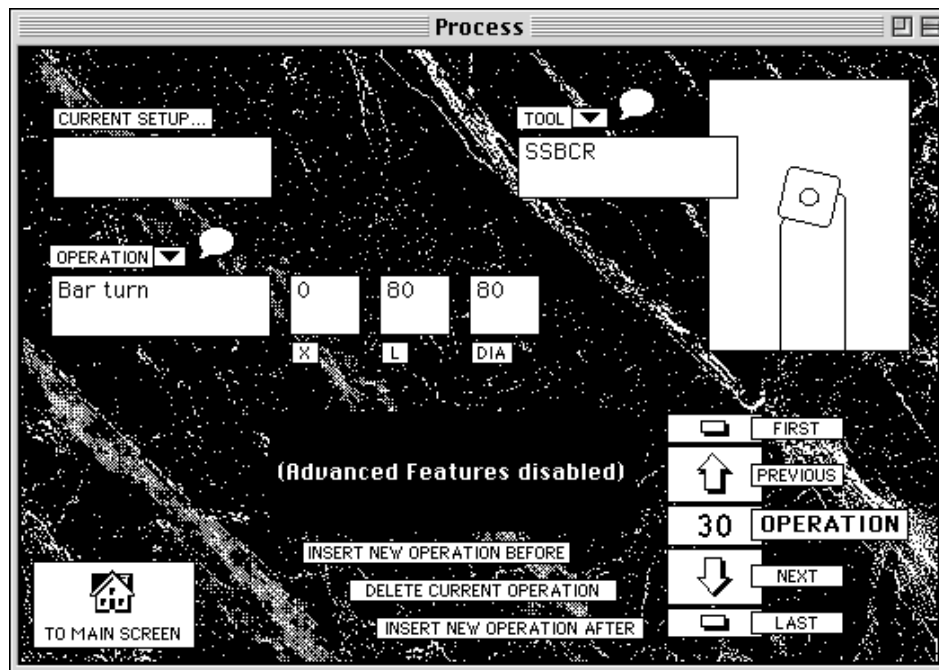 Process
CURRENT SETUP...
TOOL
SSBCR
OPERATION
Bar turn
0
80
80
X
L
DIA
(Advanced Features disabled)
FIRST
PREVIOUS
30 OPERATION
NEXT
LAST
INSERT NEW OPERATION BEFORE
DELETE CURRENT OPERATION
INSERT NEW OPERATION AFTER
TO MAIN SCREEN